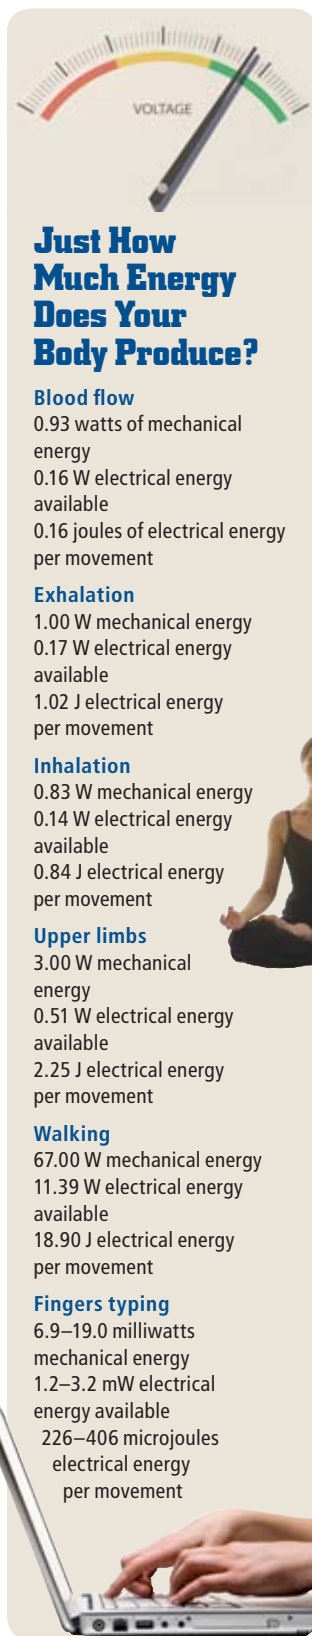 VOLTAGE
Just How
Much Energy
Does Your
Body Produce?
Blood flow
0.93 watts of mechanical
energy
0.16 W electrical energy
available
0.16 joules of electrical energy
per movement
Exhalation
1.00 W mechanical energy
0.17 W electrical energy
available
1.02 J electrical energy
per movement
Inhalation
0.83 W mechanical energy
0.14 W electrical energy
available
0.84 J electrical energy
per movement
Upper limbs
3.00 W mechanical
energy
0.51 W electrical energy
available
2.25 J electrical energy
per movement
Walking
67.00 W mechanical energy
11.39 W electrical energy
available
18.90 J electrical energy
per movement
Fingers typing
6.9–19.0 milliwatts
mechanical energy
1.2–3.2 mW electrical
energy available
226–406 microjoules
electrical energy
per movement